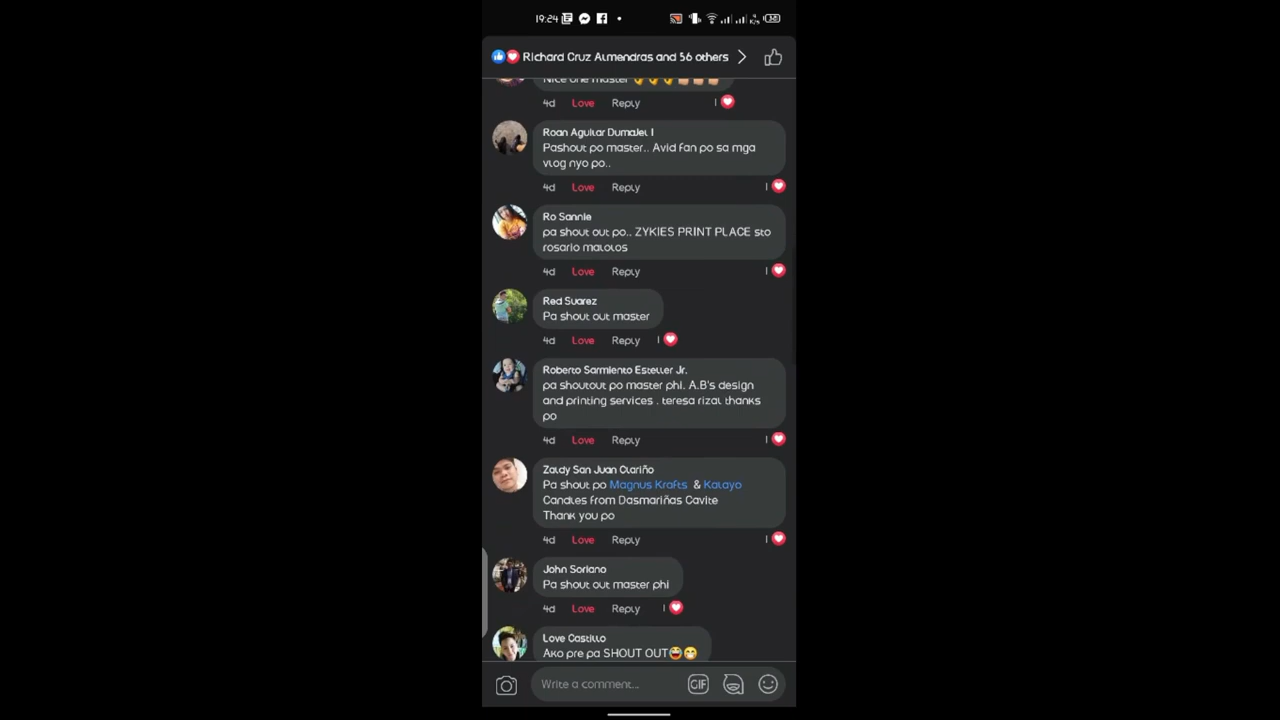 19:24
Richard Cruz Almendras and 56 others
Nice one master
4d Love Reply 1
Roan Aguilar Dumajel I
Pashout po master.. Avid fan po sa mga
vlog nyo po..
4d Love Reply 1
Ro Sannie
pa shout out po.. ZYKIES PRINT PLACE sto
rosario malolos
4d Love Reply 1
Red Suarez
Pa shout out master
4d Love Reply 1
Roberto Sarmiento Esteller Jr.
pa shoutout po master phi. A.B's design
and printing services . teresa rizal thanks
po
4d Love Reply 1
Zaldy San Juan Clariño
Pa shout po Magnus Krafts & Kalayo
Candles from Dasmariñas Cavite
Thank you po
4d Love Reply 1
John Soriano
Pa shout out master phi
4d Love Reply 1
Love Castillo
Ako pre pa SHOUT OUT😆😁
Write a comment...
GIF